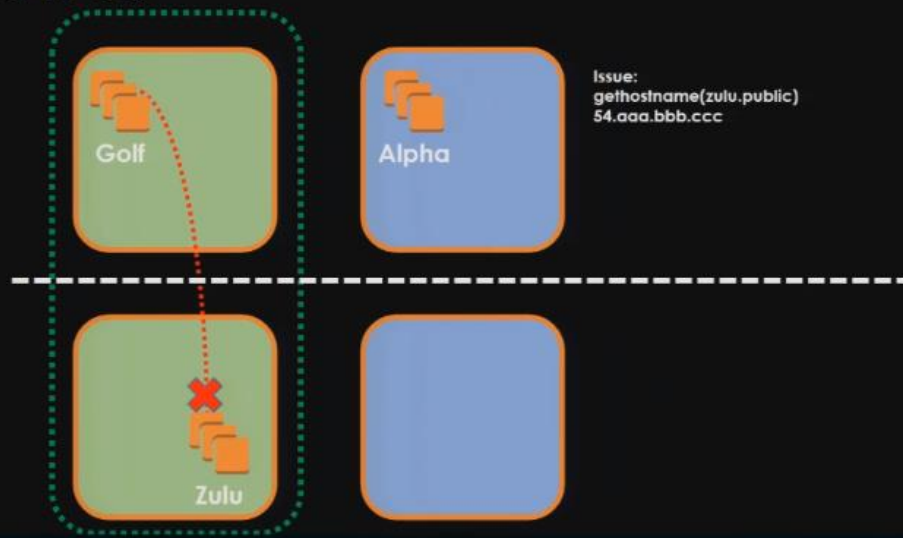 Golf
Alpha
Issue:
gethostname(zulu.public)
54.aaa.bbb.ccc
Zulu